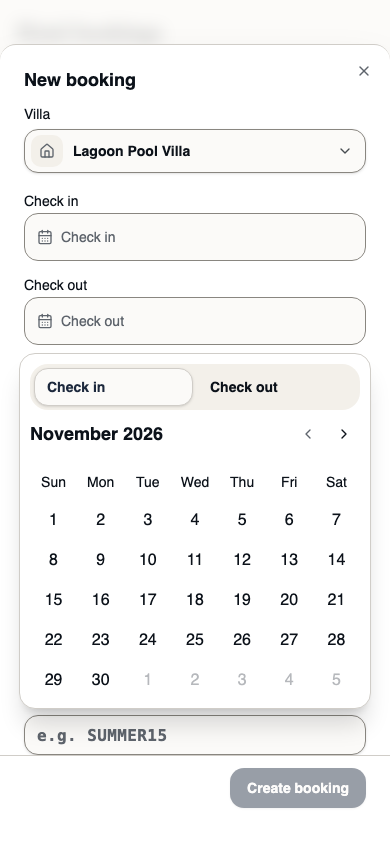 New booking
Villa
Lagoon Pool Villa
Check in
Check in
Check out
Check out
Check in Check out
November 2026
Sun Mon Tue Wed Thu Fri Sat
1 2 3 4 5 6 7
8 9 10 11 12 13 14
15 16 17 18 19 20 21
22 23 24 25 26 27 28
29 30 1 2 3 4 5
e.g. SUMMER15
Create booking